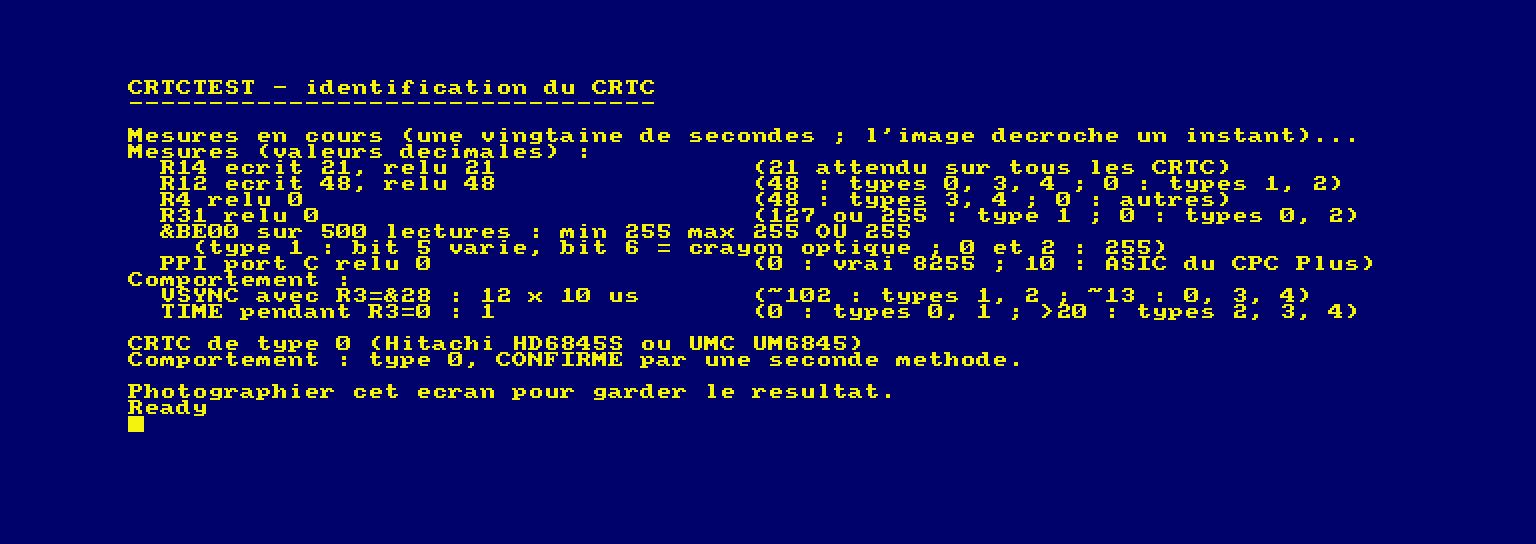 CRTCTEST - identification du CRTC
---------------------------------
Mesures en cours (une vingtaine de secondes ; l'image decroche un instant)...
Mesures (valeurs decimales) :
R14 ecrit 21, relu 21 (21 attendu sur tous les CRTC)
R12 ecrit 48, relu 48 (48 : types 0, 3, 4 ; 0 : types 1, 2)
R4 relu 0 (48 : types 3, 4 ; 0 : autres)
R31 relu 0 (127 ou 255 : type 1 ; 0 : types 0, 2)
&BE00 sur 500 lectures : min 255 max 255 OU 255
(type 1 : bit 5 varie, bit 6 = crayon optique ; 0 et 2 : 255)
PPI port C relu 0 (0 : vrai 8255 ; 10 : ASIC du CPC Plus)
Comportement :
VSYNC avec R3=&28 : 12 x 10 us (~102 : types 1, 2 ; ~13 : 0, 3, 4)
TIME pendant R3=0 : 1 (0 : types 0, 1 ; >20 : types 2, 3, 4)
CRTC de type 0 (Hitachi HD6845S ou UMC UM6845)
Comportement : type 0, CONFIRME par une seconde methode.
Photographier cet ecran pour garder le resultat.
Ready